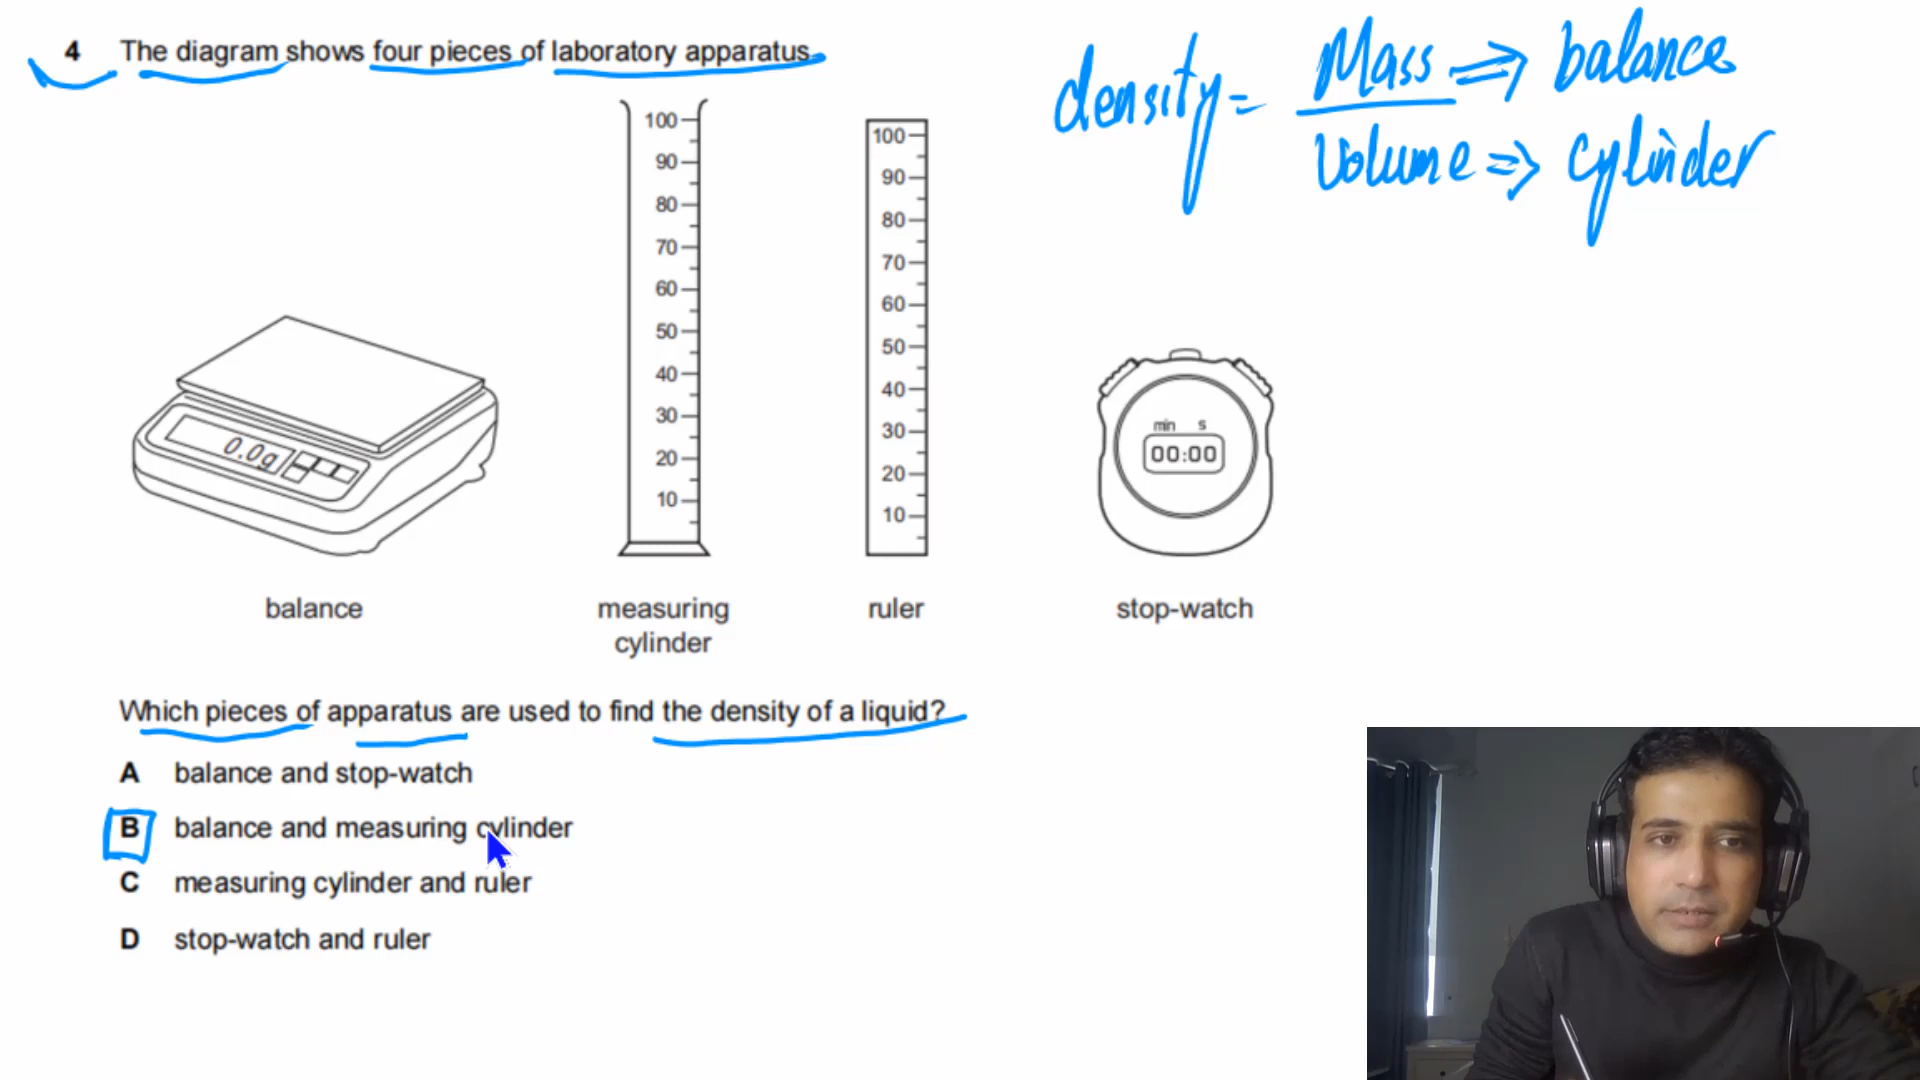 4 The diagram shows four pieces of laboratory apparatus.
density = Mass ⇒ balance
Volume ⇒ cylinder
100
90
80
70
60
50
40
30
20
10
100
90
80
70
60
50
40
30
20
10
0.0g
min s
00:00
balance
measuring
cylinder
ruler
stop-watch
Which pieces of apparatus are used to find the density of a liquid?
A balance and stop-watch
B balance and measuring cylinder
C measuring cylinder and ruler
D stop-watch and ruler